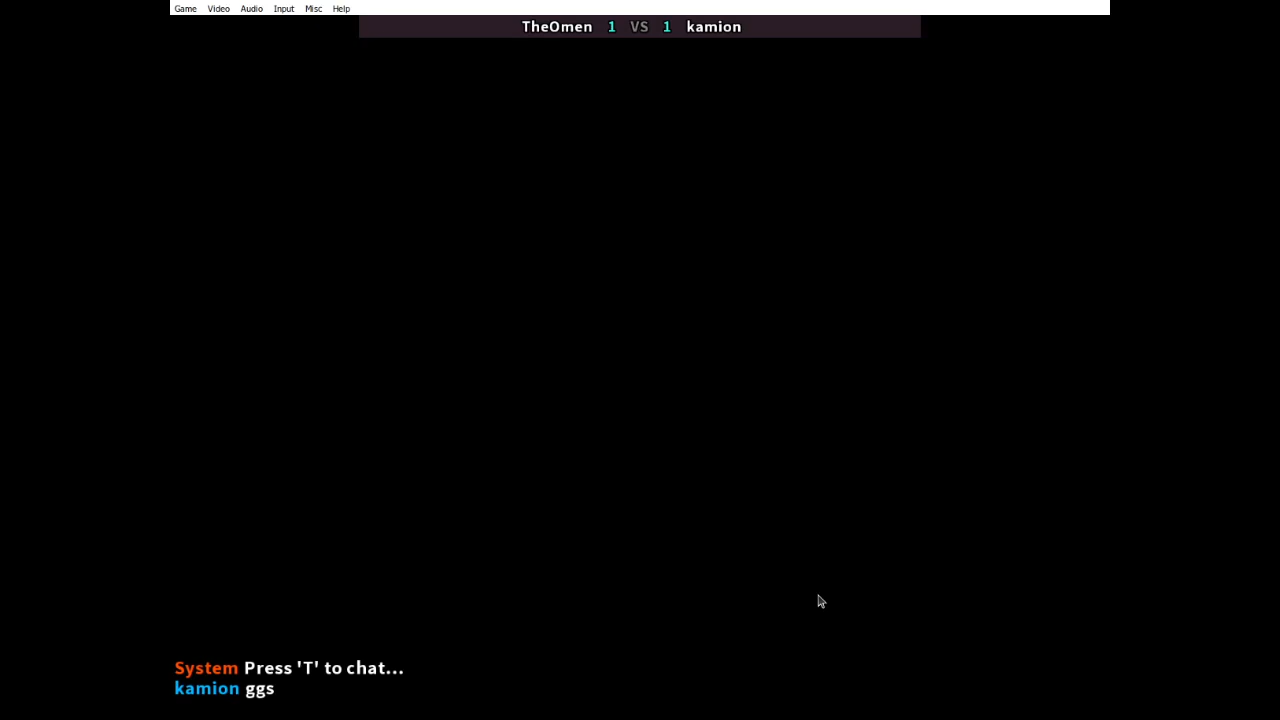 Game Video Audio Input Misc Help
TheOmen 1 VS 1 kamion
System Press 'T' to chat...
kamion ggs